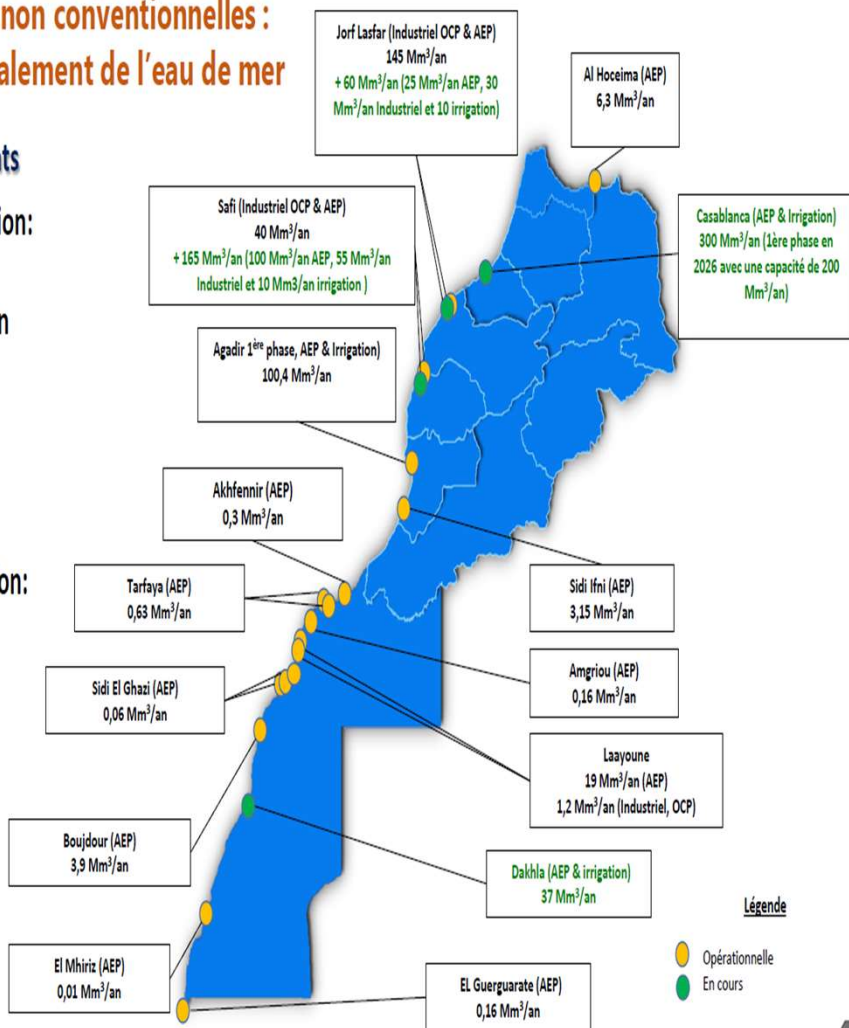 non conventionnelles :
alement de l'eau de mer
Jorf Lasfar (Industriel OCP & AEP)
145 Mm³/an
+ 60 Mm³/an (25 Mm³/an AEP, 30
Mm³/an Industriel et 10 irrigation)
Al Hoceima (AEP)
6,3 Mm³/an
ts
ion:
Safi (Industriel OCP & AEP)
40 Mm³/an
+ 165 Mm³/an (100 Mm³/an AEP, 55 Mm³/an
Industriel et 10 Mm3/an irrigation )
Casablanca (AEP & Irrigation)
300 Mm³/an (1ère phase en
2026 avec une capacité de 200
Mm³/an)
n
Agadir 1ère phase, AEP & Irrigation)
100,4 Mm³/an
Akhfennir (AEP)
0,3 Mm³/an
on:
Tarfaya (AEP)
0,63 Mm³/an
Sidi Ifni (AEP)
3,15 Mm³/an
Sidi El Ghazi (AEP)
0,06 Mm³/an
Amgriou (AEP)
0,16 Mm³/an
Laayoune
19 Mm³/an (AEP)
1,2 Mm³/an (Industriel, OCP)
Boujdour (AEP)
3,9 Mm³/an
Dakhla (AEP & irrigation)
37 Mm³/an
Légende
Opérationnelle
En cours
El Mhiriz (AEP)
0,01 Mm³/an
EL Guerguarate (AEP)
0,16 Mm³/an